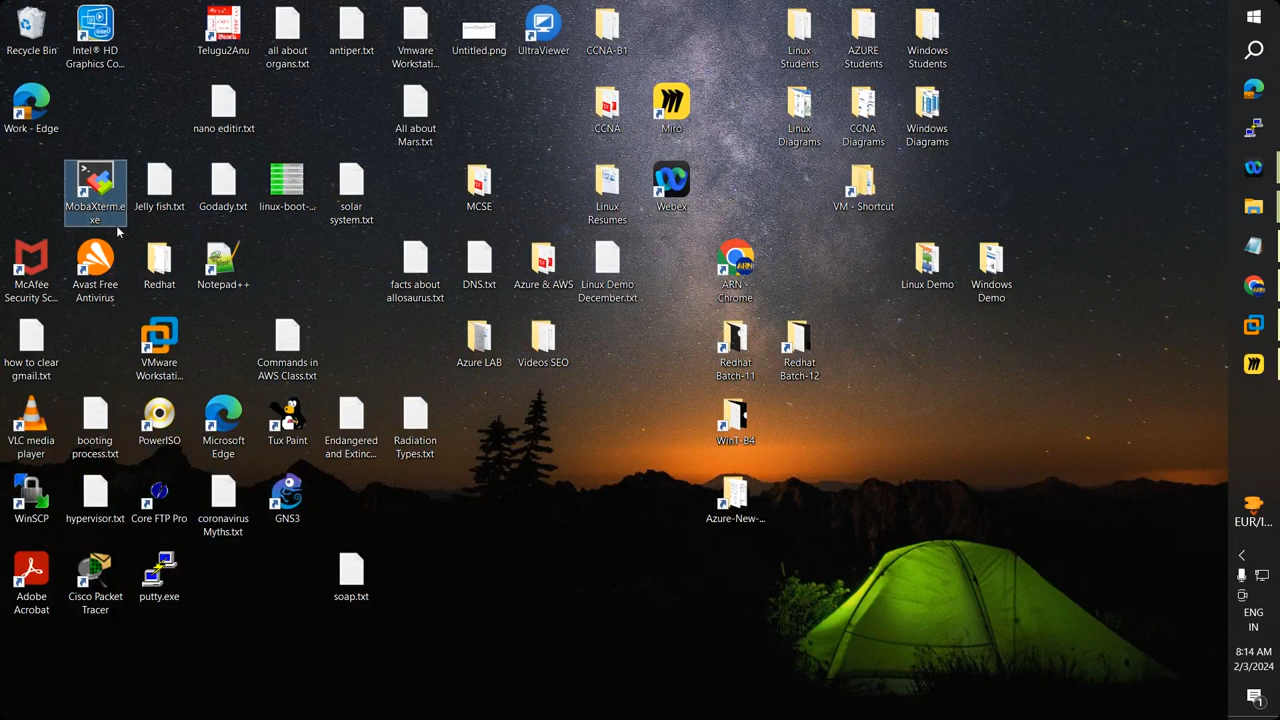 Recycle Bin
Intel® HD
Graphics Co...
Telugu2Anu
all about
organs.txt
antiper.txt
Vmware
Workstati...
Untitled.png
UltraViewer
CCNA-B1
Linux
Students
AZURE
Students
Windows
Students
Work - Edge
nano editir.txt
All about
Mars.txt
CCNA
Miro
Linux
Diagrams
CCNA
Diagrams
Windows
Diagrams
MobaXterm.e
xe
Jelly fish.txt
Godady.txt
linux-boot-...
solar
system.txt
MCSE
Linux
Resumes
Webex
VM - Shortcut
McAfee
Security Sc...
Avast Free
Antivirus
Redhat
Notepad++
facts about
allosaurus.txt
DNS.txt
Azure & AWS
Linux Demo
December.txt
ARN
ARN -
Chrome
Linux Demo
Windows
Demo
how to clear
gmail.txt
VMware
Workstati...
Commands in
AWS Class.txt
Azure LAB
Videos SEO
Redhat
Batch-11
Redhat
Batch-12
VLC media
player
booting
process.txt
PowerISO
Microsoft
Edge
Tux Paint
Endangered
and Extinc...
Radiation
Types.txt
WinT-B4
WinSCP
hypervisor.txt
Core FTP Pro
coronavirus
Myths.txt
GNS3
Azure-New-...
Adobe
Acrobat
Cisco Packet
Tracer
putty.exe
soap.txt
EUR/I...
ENG
IN
8:14 AM
2/3/2024
1